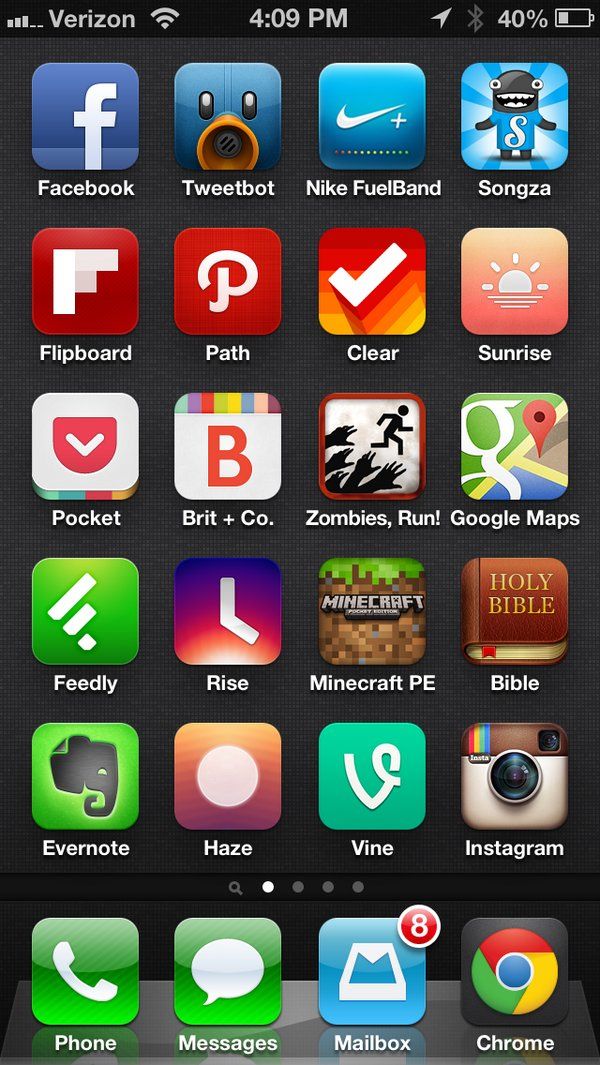 Verizon 4:09 PM 40%
f
+ S
Facebook Tweetbot Nike FuelBand Songza
Flipboard Path Clear Sunrise
B g
Pocket Brit + Co. Zombies, Run! Google Maps
MINECRAFT HOLY
POCKET EDITION BIBLE
Feedly Rise Minecraft PE Bible
Insta
Evernote Haze Vine Instagram
8
Phone Messages Mailbox Chrome